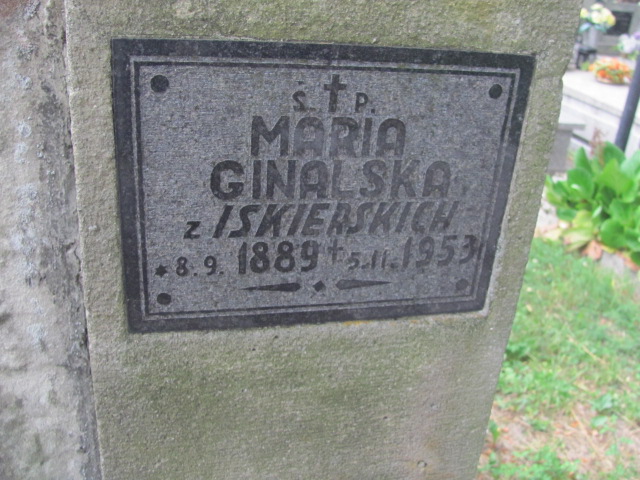 Ś. † P.
MARIA
GINALSKA
z ISKIERSKICH
* 8.9. 1889 † 5.11.1953